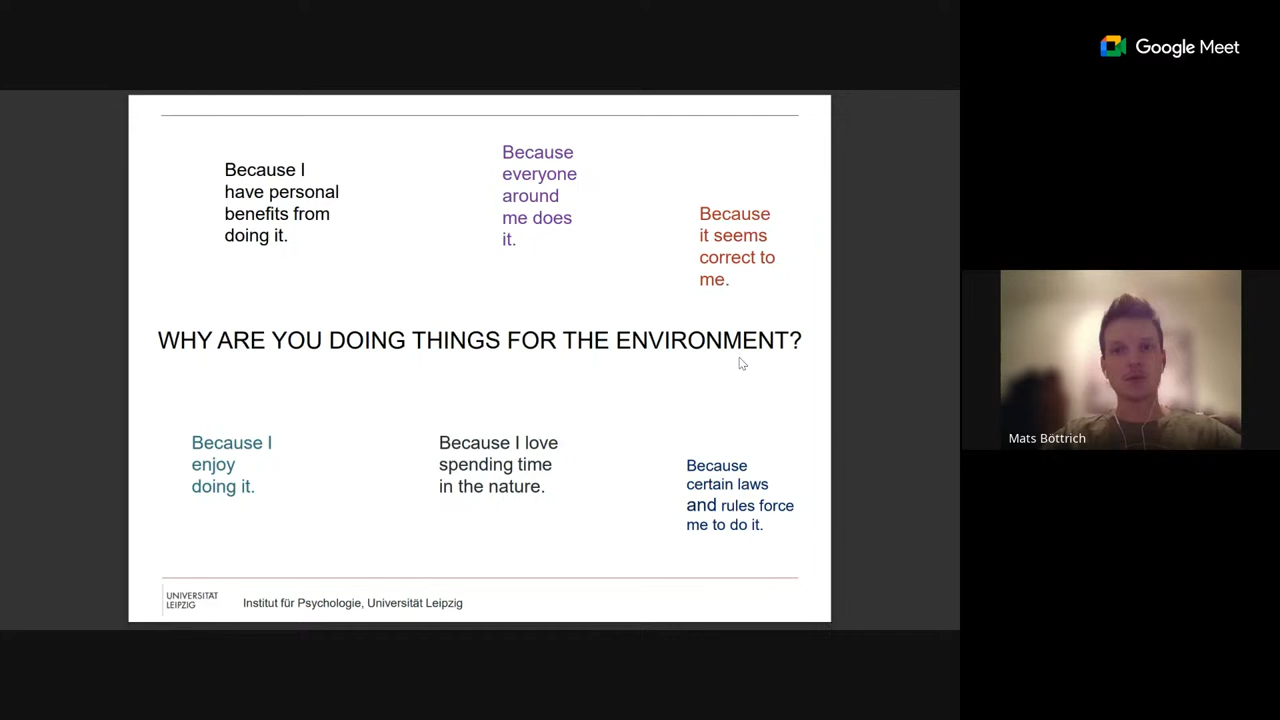 Google Meet
Because I
have personal
benefits from
doing it.
Because
everyone
around
me does
it.
Because
it seems
correct to
me.
WHY ARE YOU DOING THINGS FOR THE ENVIRONMENT?
Because I
enjoy
doing it.
Because I love
spending time
in the nature.
Because
certain laws
and rules force
me to do it.
UNIVERSITÄT
LEIPZIG
Institut für Psychologie, Universität Leipzig
Mats Böttrich